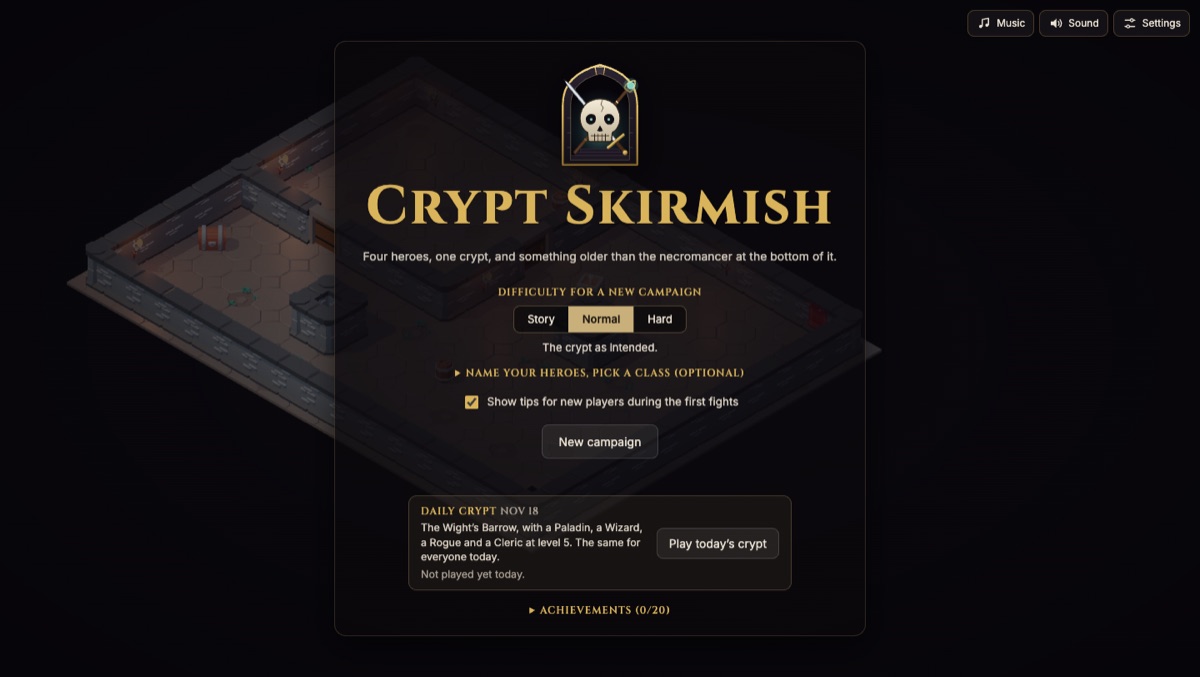 Music
Sound
Settings
Crypt Skirmish
Four heroes, one crypt, and something older than the necromancer at the bottom of it.
DIFFICULTY FOR A NEW CAMPAIGN
Story
Normal
Hard
The crypt as intended.
NAME YOUR HEROES, PICK A CLASS (OPTIONAL)
Show tips for new players during the first fights
New campaign
DAILY CRYPT NOV 18
The Wight's Barrow, with a Paladin, a Wizard,
a Rogue and a Cleric at level 5. The same for
everyone today.
Not played yet today.
Play today's crypt
ACHIEVEMENTS (0/20)